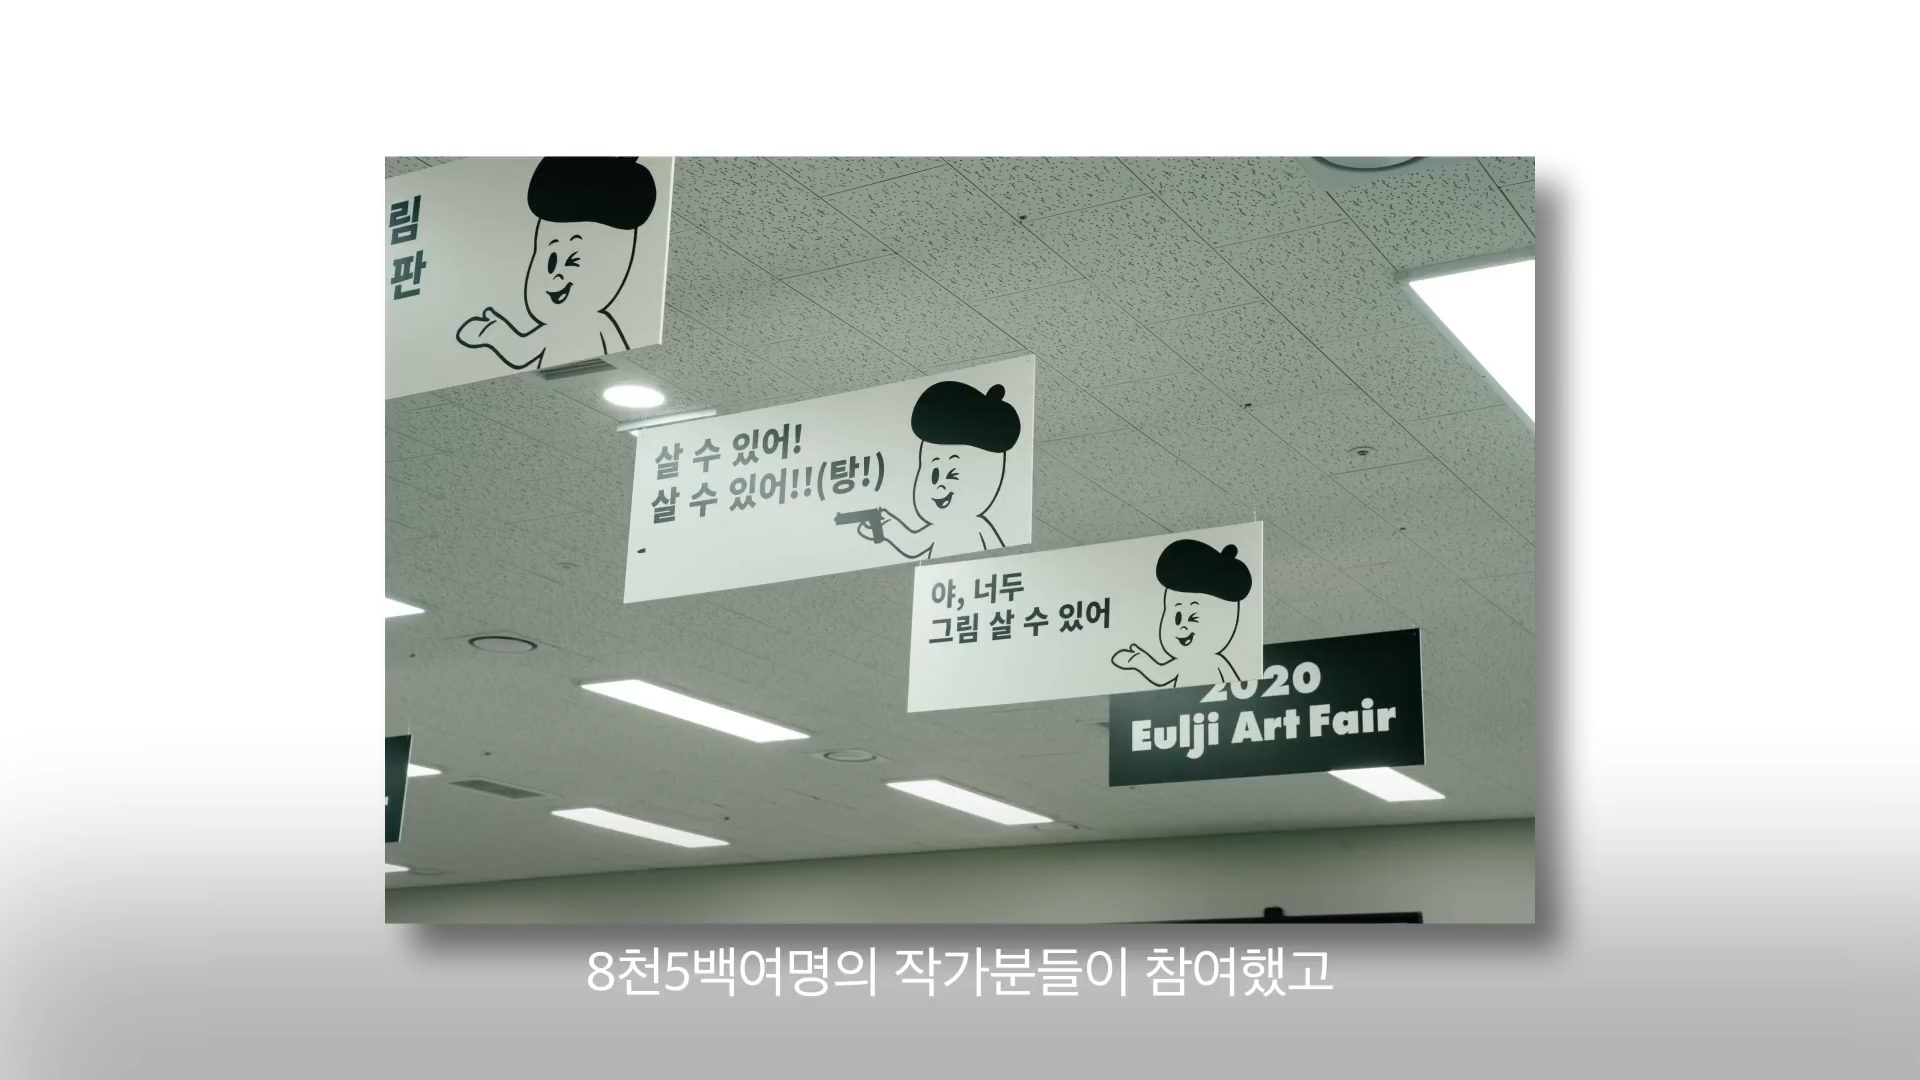 림
판
살 수 있어!
살 수 있어!!(탕!)
야, 너두
그림 살 수 있어
2020
Eulji Art Fair
8천5백여명의 작가분들이 참여했고